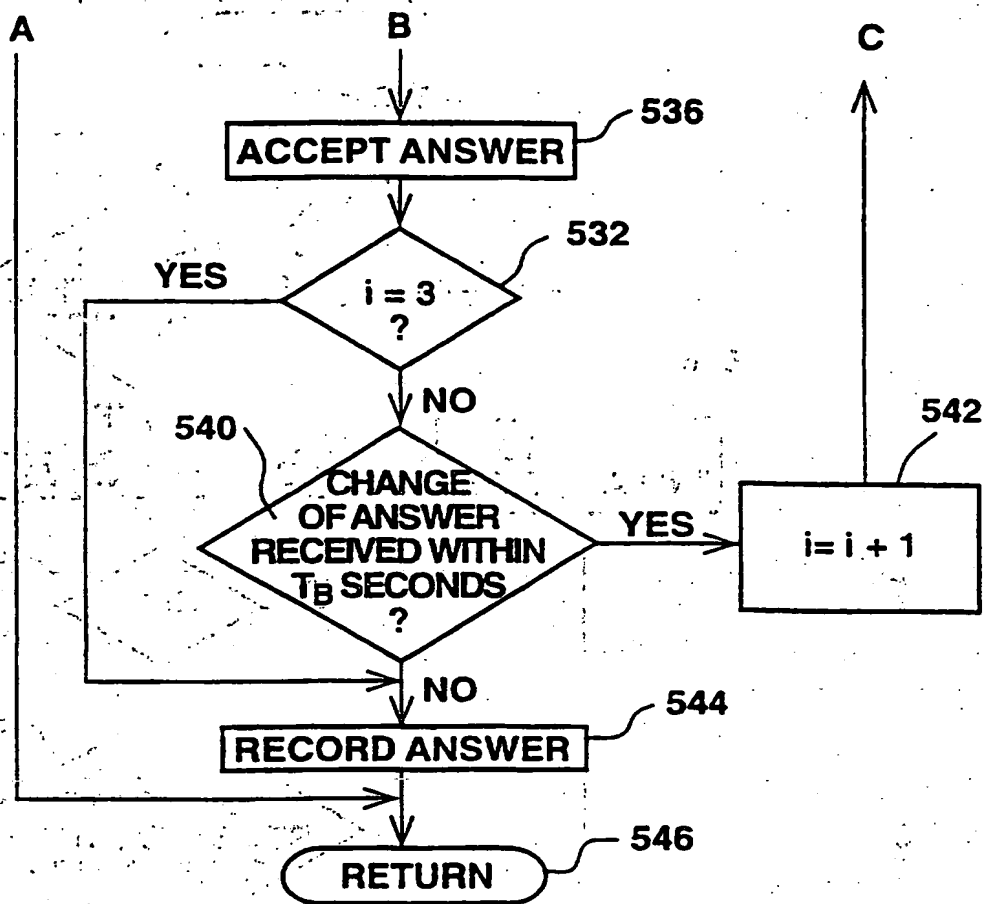 A
B
C
536
ACCEPT ANSWER
532
YES
i = 3
?
NO
540
542
CHANGE
OF ANSWER
RECEIVED WITHIN
TB SECONDS
?
YES
i= i + 1
NO
544
RECORD ANSWER
546
RETURN